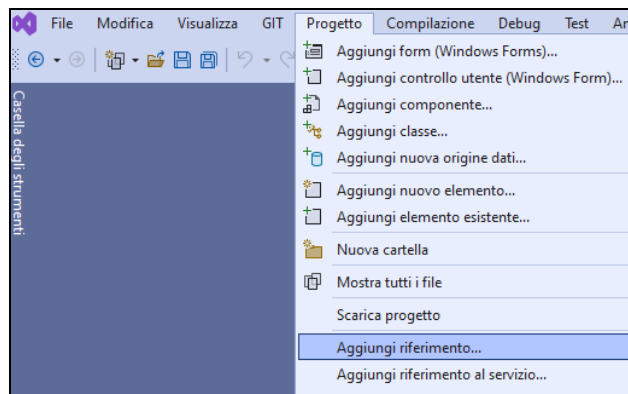 File Modifica Visualizza GIT Progetto Compilazione Debug Test
Aggiungi form (Windows Forms)...
Aggiungi controllo utente (Windows Form)...
Aggiungi componente...
Aggiungi classe...
Aggiungi nuova origine dati...
Aggiungi nuovo elemento...
Aggiungi elemento esistente...
Nuova cartella
Mostra tutti i file
Scarica progetto
Aggiungi riferimento...
Aggiungi riferimento al servizio...
Casella degli strumenti